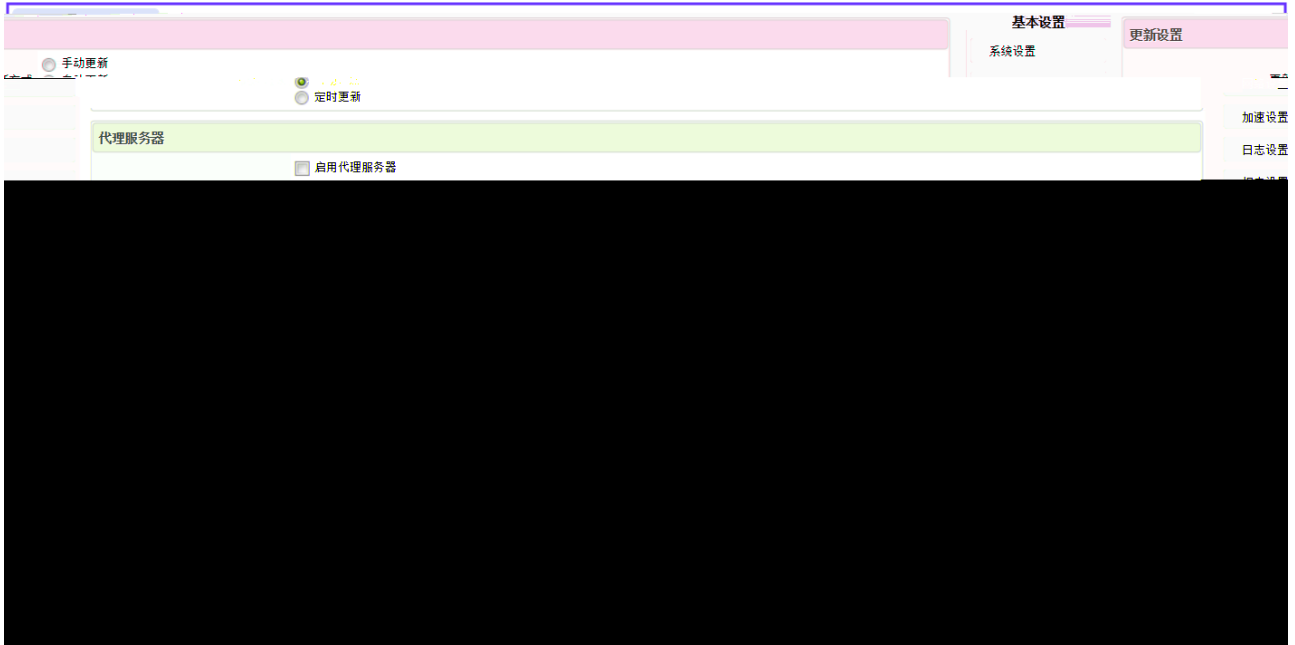 基本设置
更新设置
系统设置
手动更新
定时更新
加速设置
代理服务器
日志设置
启用代理服务器